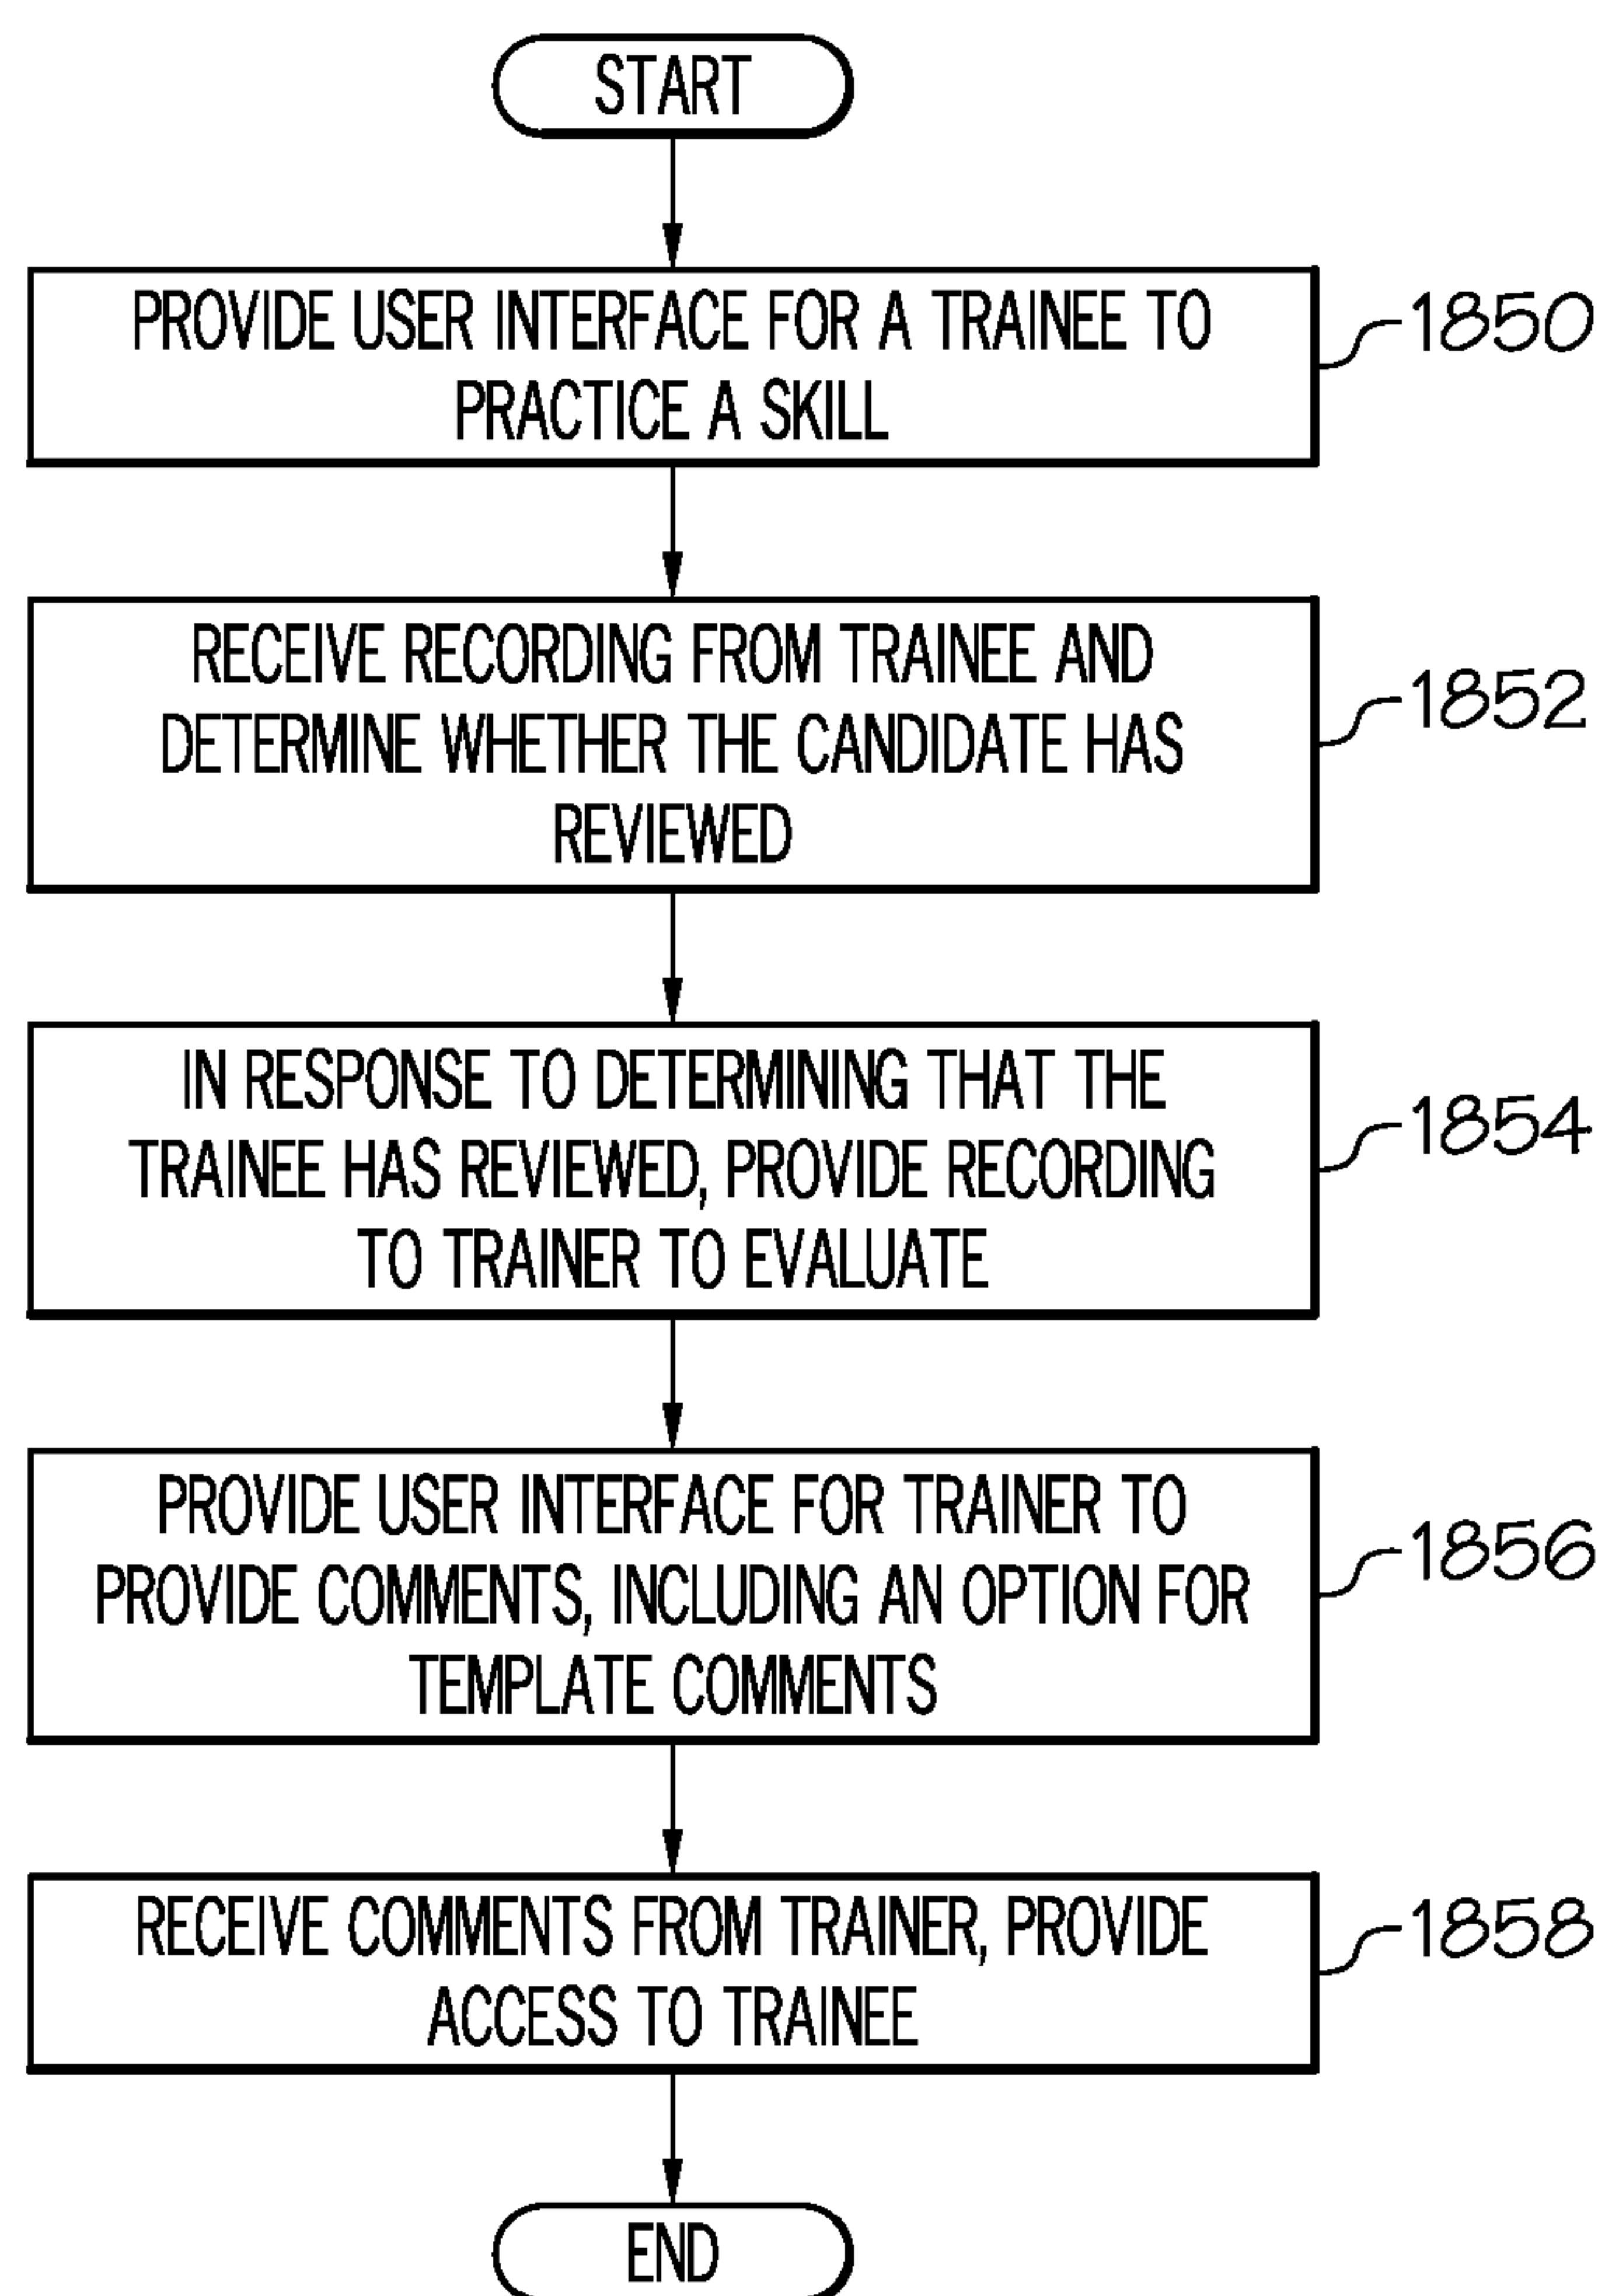 START
PROVIDE USER INTERFACE FOR A TRAINEE TO
PRACTICE A SKILL
1850
RECEIVE RECORDING FROM TRAINEE AND
DETERMINE WHETHER THE CANDIDATE HAS
REVIEWED
1852
IN RESPONSE TO DETERMINING THAT THE
TRAINEE HAS REVIEWED, PROVIDE RECORDING
TO TRAINER TO EVALUATE
1854
PROVIDE USER INTERFACE FOR TRAINER TO
PROVIDE COMMENTS, INCLUDING AN OPTION FOR
TEMPLATE COMMENTS
1856
RECEIVE COMMENTS FROM TRAINER, PROVIDE
ACCESS TO TRAINEE
1858
END